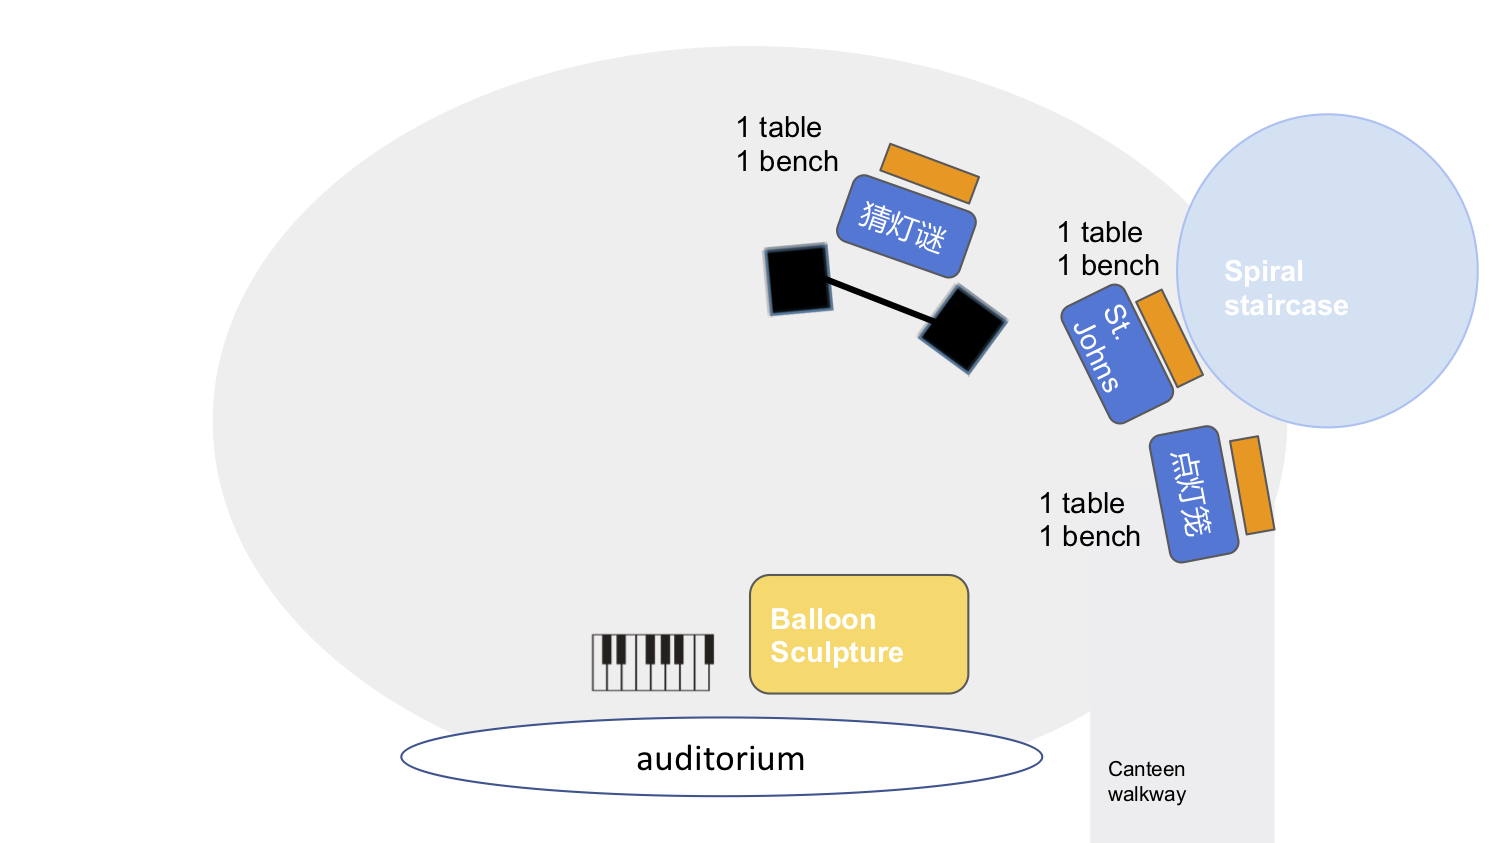 1 table
1 bench
猜灯谜
1 table
1 bench
Spiral
staircase
St.
Johns
1 table
1 bench
点灯笼
Balloon
Sculpture
auditorium
Canteen
walkway